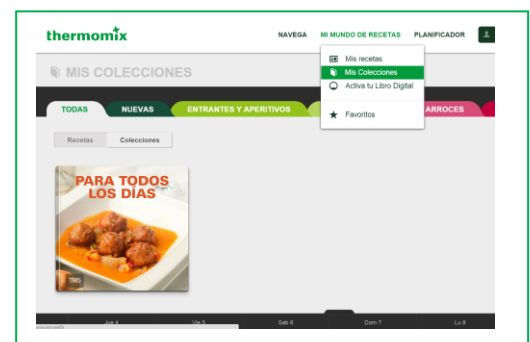 thermomix
NAVEGA MI MUNDO DE RECETAS PLANIFICADOR
MIS COLECCIONES
Mis recetas
Mis Colecciones
Activa tu Libro Digital
Favoritos
TODAS NUEVAS ENTRANTES Y APERITIVOS ARROCES
Recetas Colecciones
PARA TODOS
LOS DÍAS
TM5
Jue 4 Vie 5 Sab 6 Dom 7 Lu 8